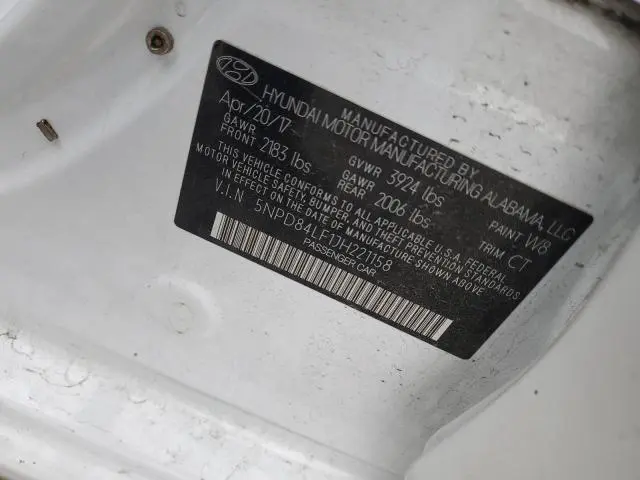 MANUFACTURED BY
HYUNDAI MOTOR MANUFACTURING ALABAMA, LLC
Apr/20/17 GVWR 3924 lbs PAINT W8
GAWR FRONT 2183 lbs GAWR REAR 2006 lbs TRIM CT
THIS VEHICLE CONFORMS TO ALL APPLICABLE U.S.A. FEDERAL
MOTOR VEHICLE SAFETY, BUMPER, AND THEFT PREVENTION STANDARDS
IN EFFECT ON THE DATE OF MANUFACTURE SHOWN ABOVE
V.I.N 5NPD84LF1JH221158
PASSENGER CAR